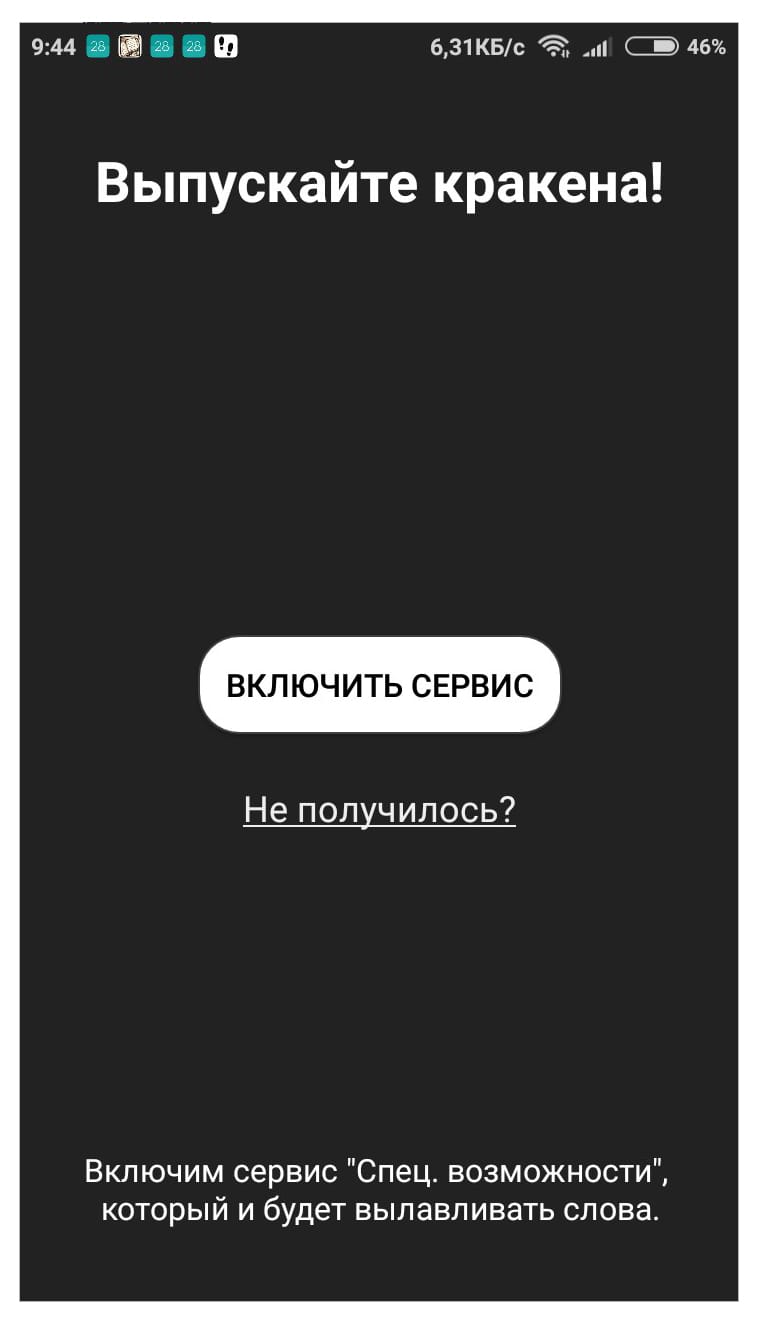 9:44 28 28 28 6,31КБ/с 46%
Выпускайте кракена!
ВКЛЮЧИТЬ СЕРВИС
Не получилось?
Включим сервис "Спец. возможности",
который и будет вылавливать слова.